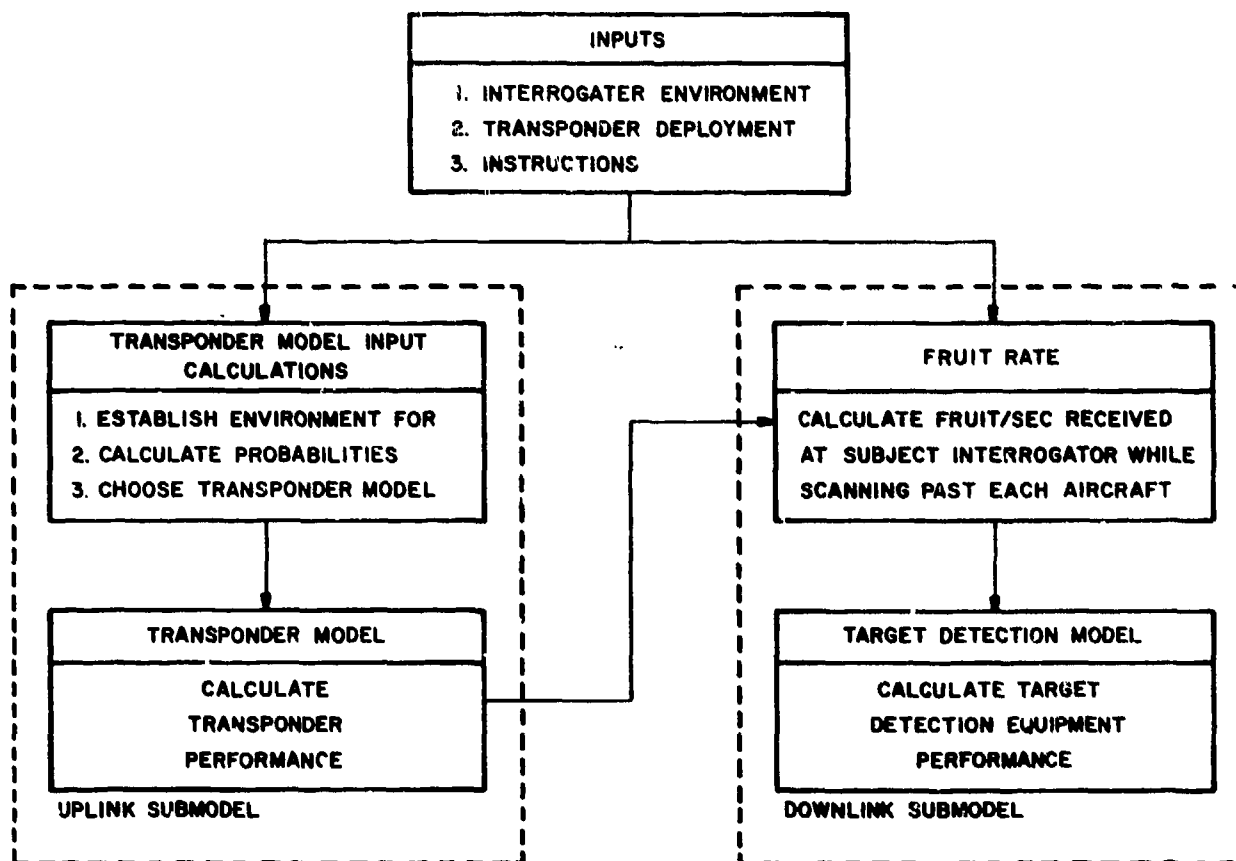 INPUTS
1. INTERROGATER ENVIRONMENT
2. TRANSPONDER DEPLOYMENT
3. INSTRUCTIONS
TRANSPONDER MODEL INPUT
CALCULATIONS
1. ESTABLISH ENVIRONMENT FOR
2. CALCULATE PROBABILITIES
3. CHOOSE TRANSPONDER MODEL
TRANSPONDER MODEL
CALCULATE
TRANSPONDER
PERFORMANCE
UPLINK SUBMODEL
FRUIT RATE
CALCULATE FRUIT/SEC RECEIVED
AT SUBJECT INTERROGATOR WHILE
SCANNING PAST EACH AIRCRAFT
TARGET DETECTION MODEL
CALCULATE TARGET
DETECTION EQUIPMENT
PERFORMANCE
DOWNLINK SUBMODEL